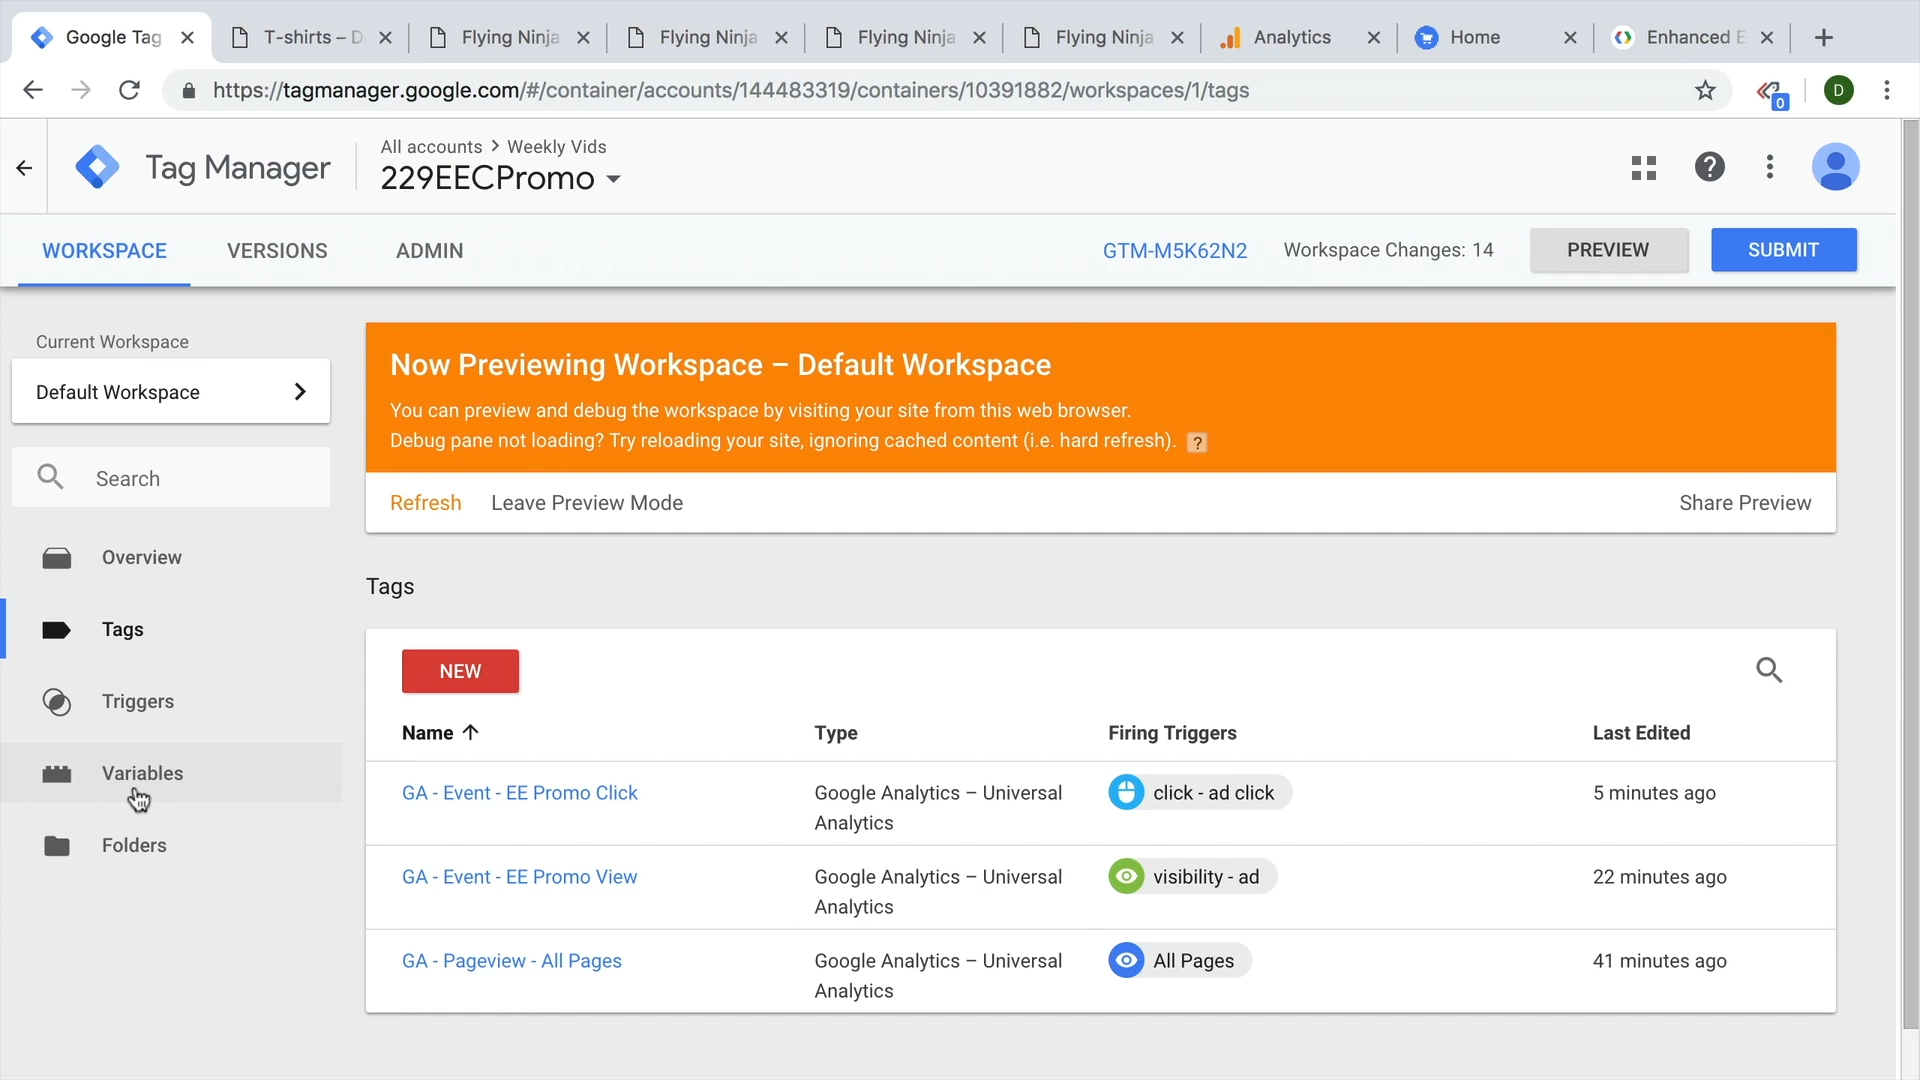 Google Tag
T-shirts – D
Flying Ninja
Flying Ninja
Flying Ninja
Flying Ninja
Analytics
Home
Enhanced E
https://tagmanager.google.com/#/container/accounts/144483319/containers/10391882/workspaces/1/tags
0
D
Tag Manager
All accounts > Weekly Vids
229EECPromo
WORKSPACE
VERSIONS
ADMIN
GTM-M5K62N2
Workspace Changes: 14
PREVIEW
SUBMIT
Current Workspace
Default Workspace
Search
Overview
Tags
Triggers
Variables
Folders
Now Previewing Workspace – Default Workspace
You can preview and debug the workspace by visiting your site from this web browser.
Debug pane not loading? Try reloading your site, ignoring cached content (i.e. hard refresh). ?
Refresh
Leave Preview Mode
Share Preview
Tags
NEW
Name
Type
Firing Triggers
Last Edited
GA - Event - EE Promo Click
Google Analytics – Universal
Analytics
click - ad click
5 minutes ago
GA - Event - EE Promo View
Google Analytics – Universal
Analytics
visibility - ad
22 minutes ago
GA - Pageview - All Pages
Google Analytics – Universal
Analytics
All Pages
41 minutes ago